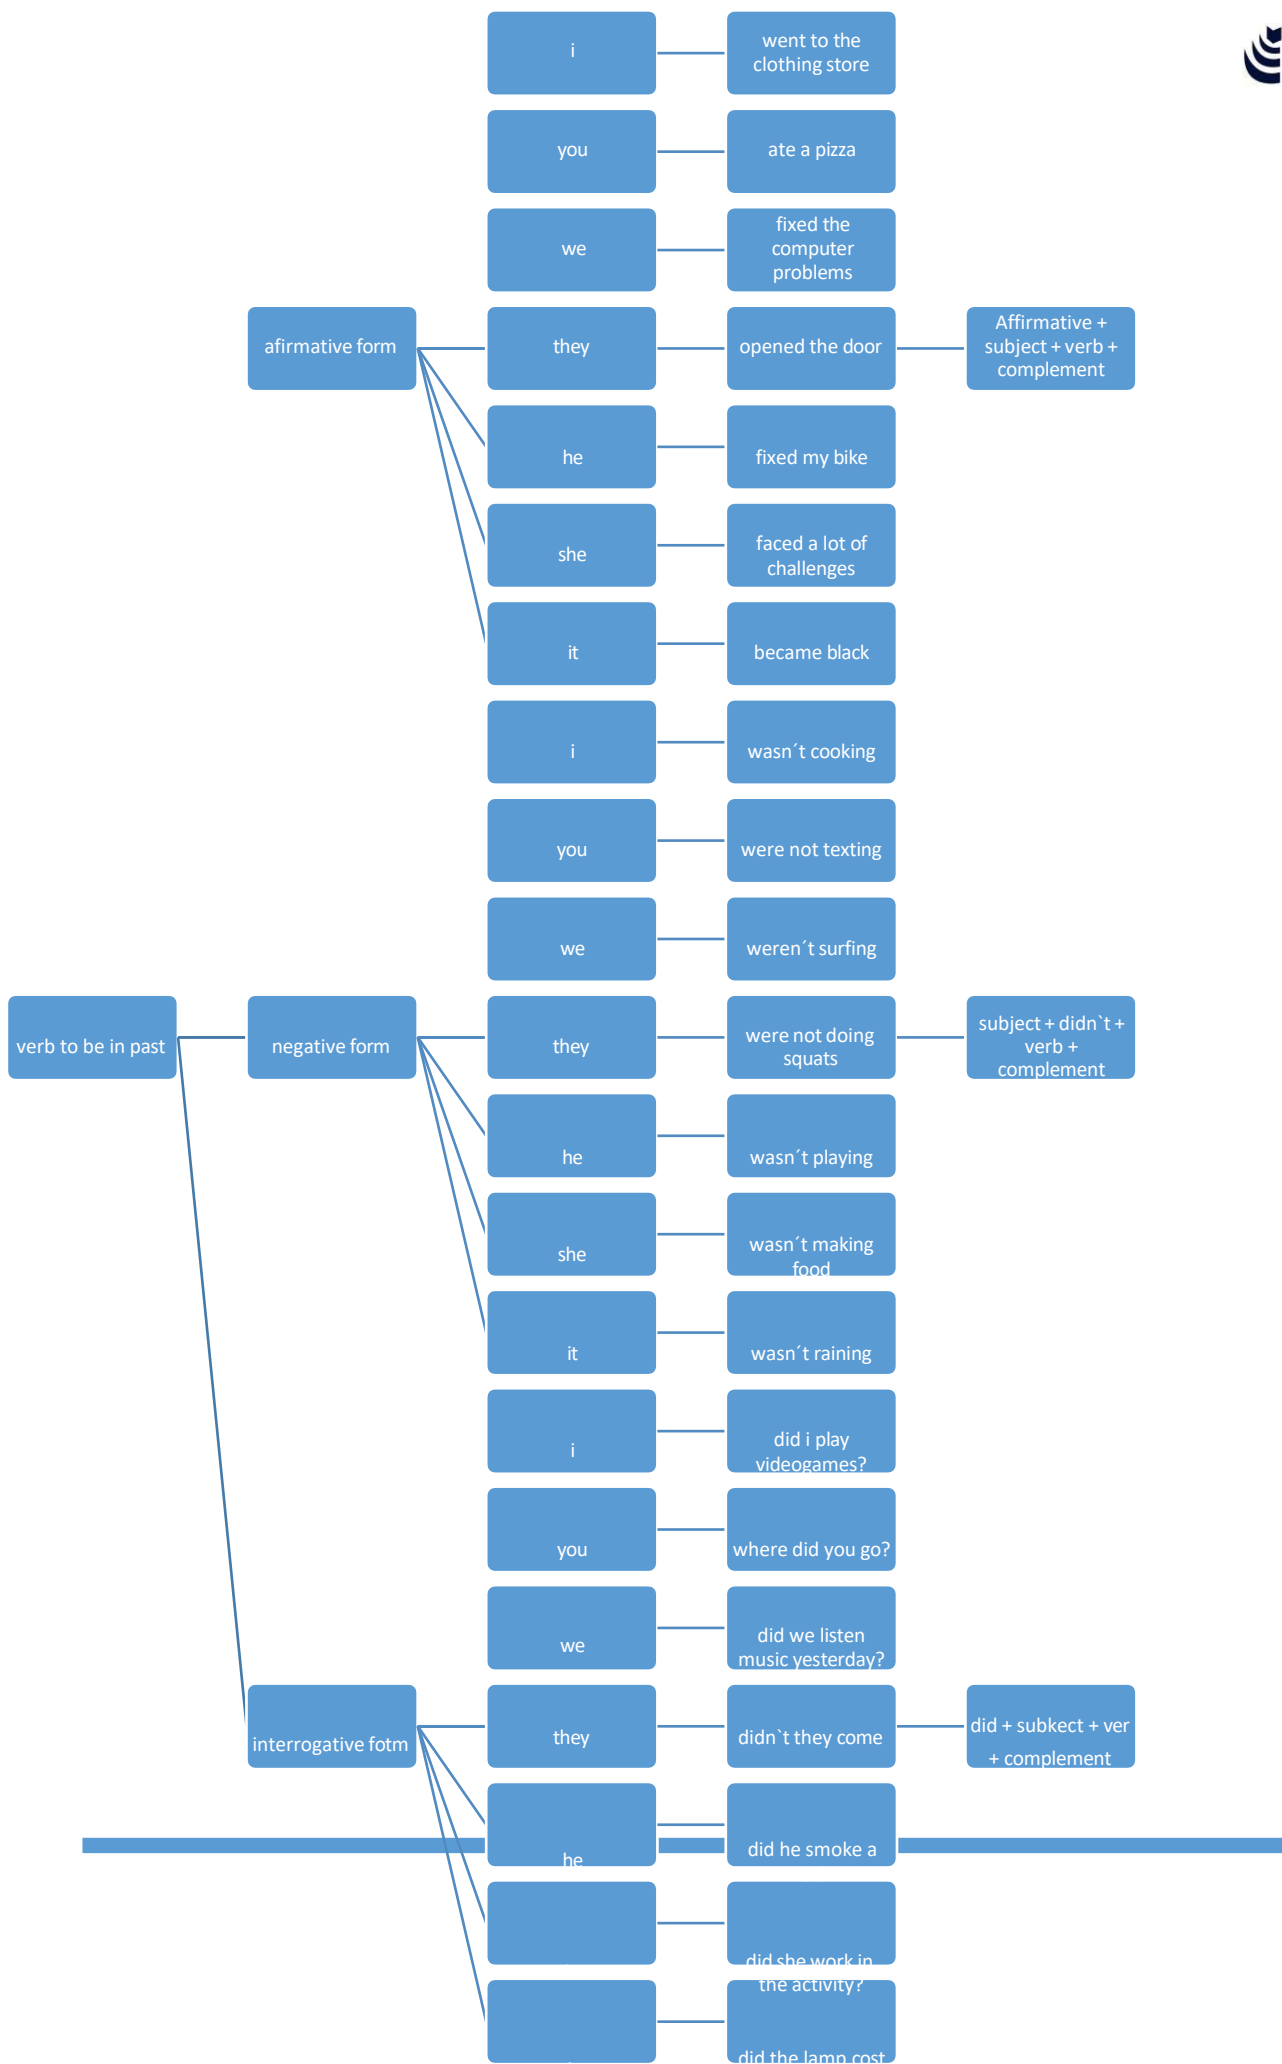 i
went to the
clothing store
you
ate a pizza
we
fixed the
computer
problems
afirmative form
they
opened the door
Affirmative +
subject + verb +
complement
he
fixed my bike
she
faced a lot of
challenges
it
became black
i
wasn´t cooking
you
were not texting
we
weren´t surfing
verb to be in past
negative form
they
were not doing
squats
subject + didn`t +
verb +
complement
he
wasn´t playing
she
wasn´t making
food
it
wasn´t raining
i
did i play
videogames?
you
where did you go?
we
did we listen
music yesterday?
interrogative fotm
they
didn`t they come
did + subkect + ver
+ complement
he
did he smoke a
did she work in
the activity?
did the lamp cost